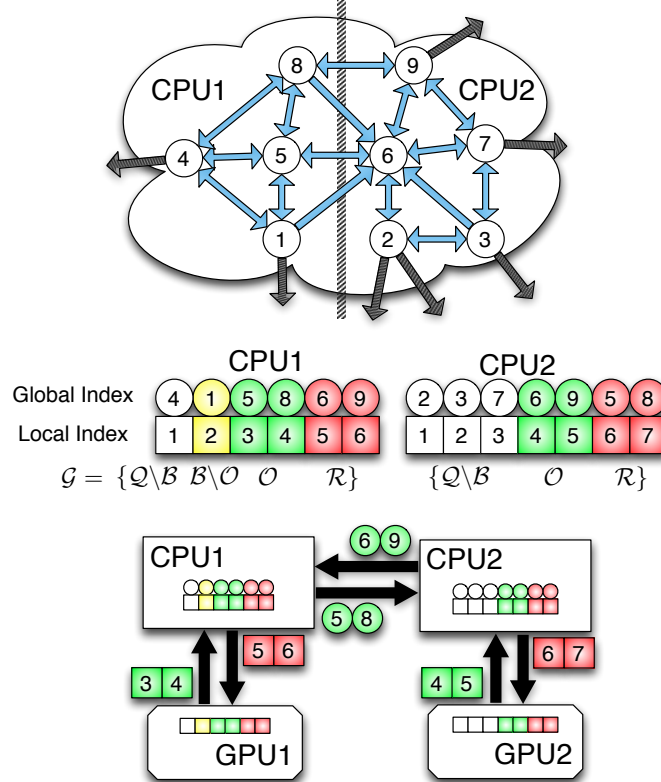 8 9
CPU1 CPU2
4 5 6 7
1 2 3
CPU1 CPU2
Global Index 4 1 5 8 6 9 2 3 7 6 9 5 8
Local Index 1 2 3 4 5 6 1 2 3 4 5 6 7
𝒢 = {𝒬\ℬ ℬ\𝒪 𝒪 ℛ} {𝒬\ℬ 𝒪 ℛ}
6 9
CPU1 CPU2
5 8
5 6 6 7
3 4 4 5
GPU1 GPU2